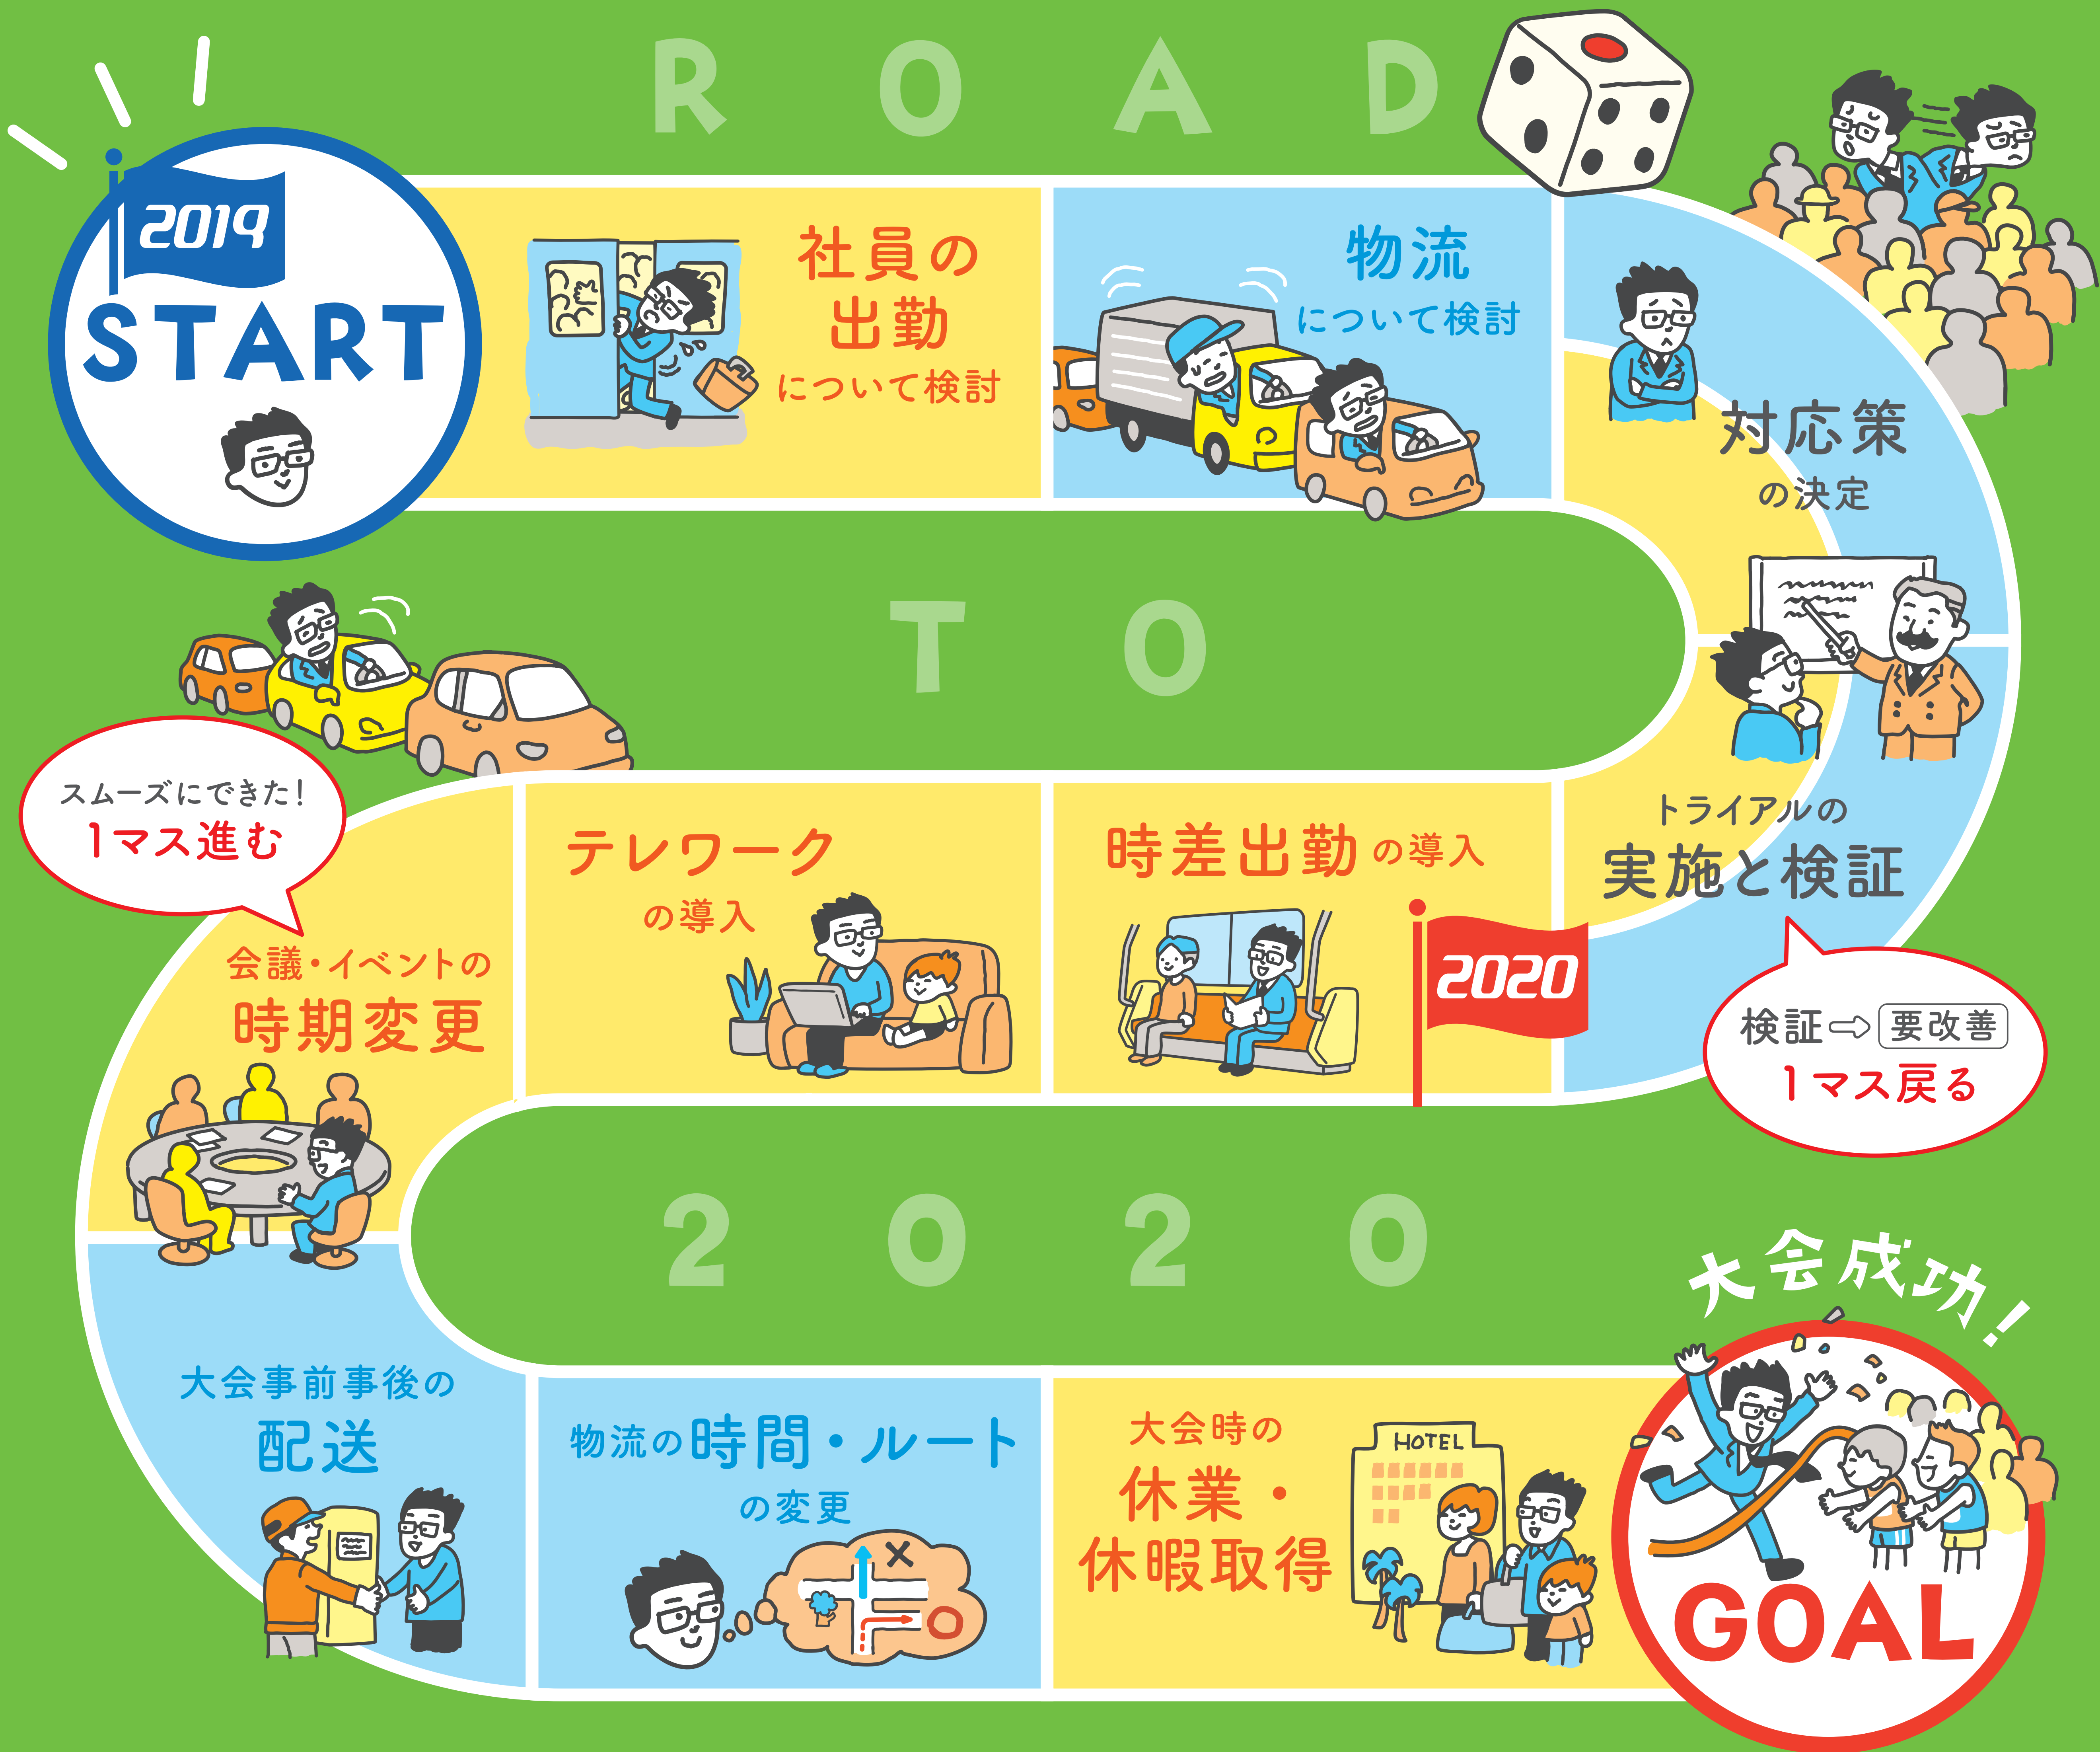 ROAD
2019
START
社員の
出勤
について検討
物流
について検討
対応策
の決定
TO
トライアルの
実施と検証
検証⇨要改善
1マス戻る
時差出勤の導入
2020
テレワーク
の導入
スムーズにできた!
1マス進む
会議・イベントの
時期変更
2020
大会事前事後の
配送
物流の時間・ルート
の変更
大会時の
休業・
休暇取得
HOTEL
大会成功!
GOAL